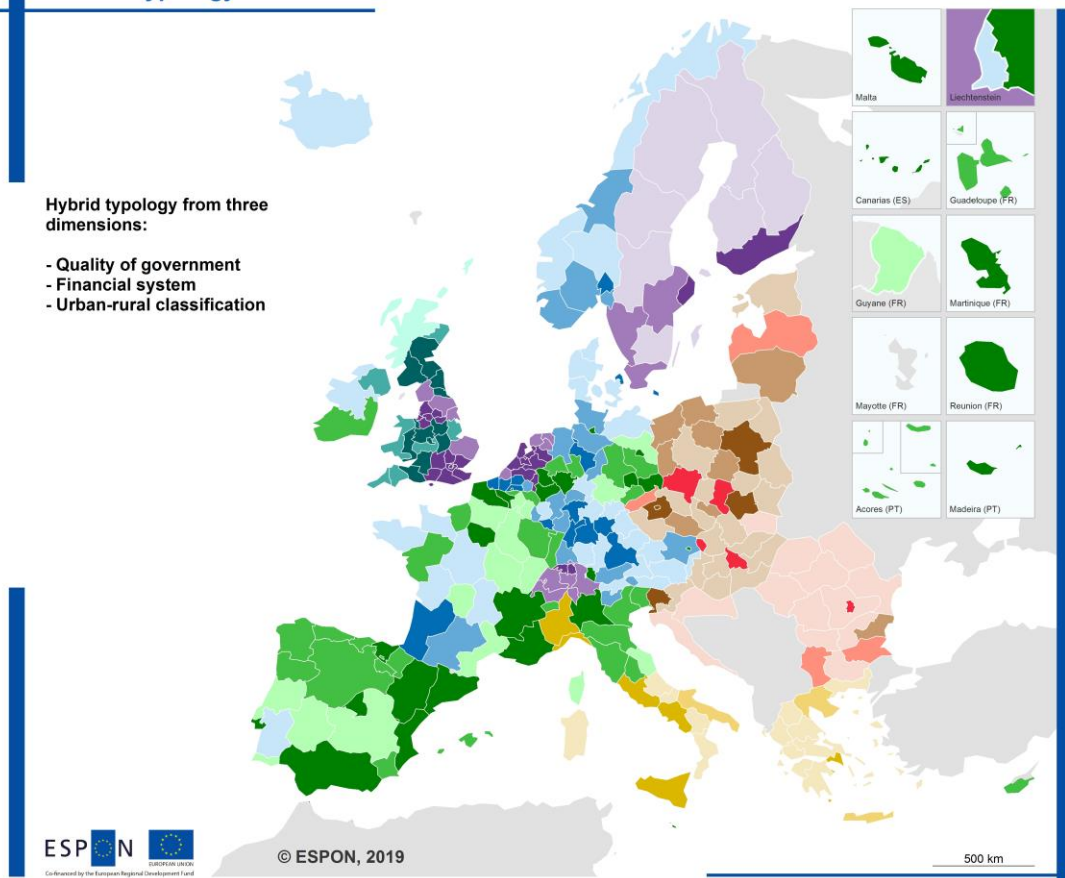 Hybrid typology from three
dimensions:
- Quality of government
- Financial system
- Urban-rural classification
Malta
Liechtenstein
Canarias (ES)
Guadeloupe (FR)
Guyane (FR)
Martinique (FR)
Mayotte (FR)
Reunion (FR)
Acores (PT)
Madeira (PT)
ESPON
EUROPEAN UNION
Co-financed by the European Regional Development Fund
© ESPON, 2019
500 km